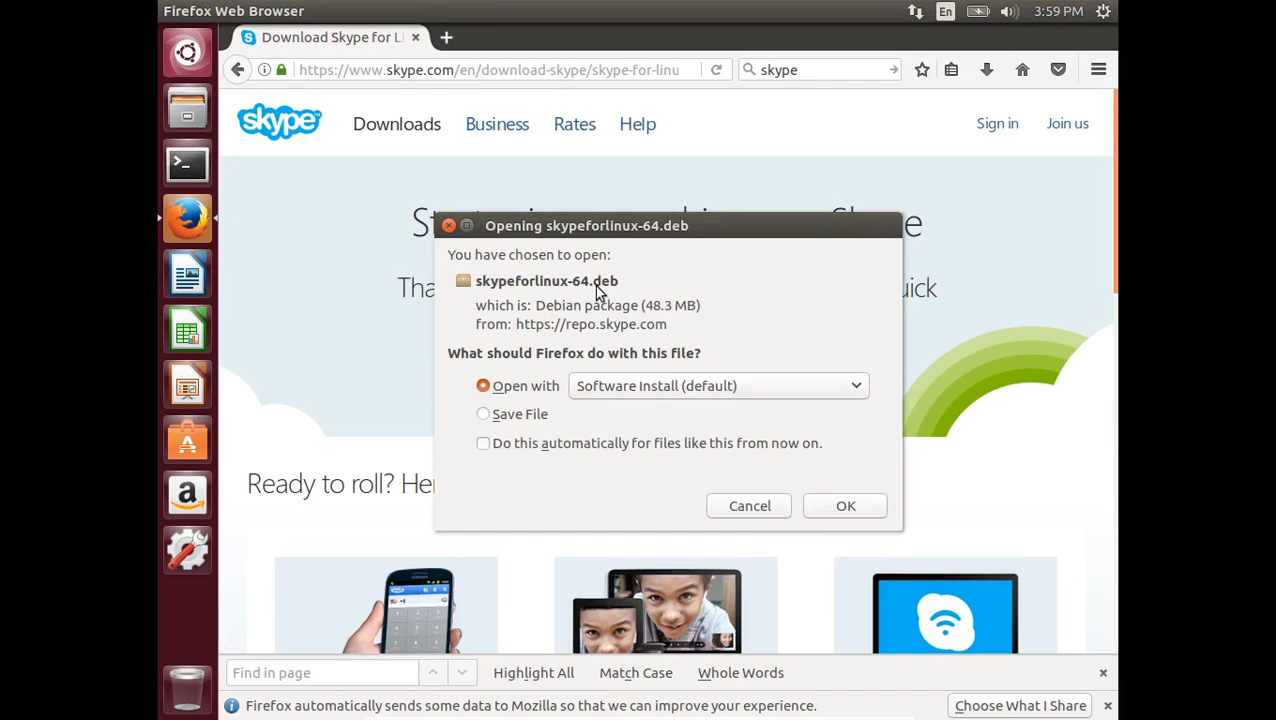 Firefox Web Browser
En
3:59 PM
Download Skype for Li
https://www.skype.com/en/download-skype/skype-for-linu
skype
skype
Downloads
Business
Rates
Help
Sign in
Join us
Opening skypeforlinux-64.deb
You have chosen to open:
skypeforlinux-64.deb
which is: Debian package (48.3 MB)
from: https://repo.skype.com
What should Firefox do with this file?
Open with
Software Install (default)
Save File
Do this automatically for files like this from now on.
Cancel
OK
quick
Ready to roll?
Find in page
Highlight All
Match Case
Whole Words
Firefox automatically sends some data to Mozilla so that we can improve your experience.
Choose What I Share